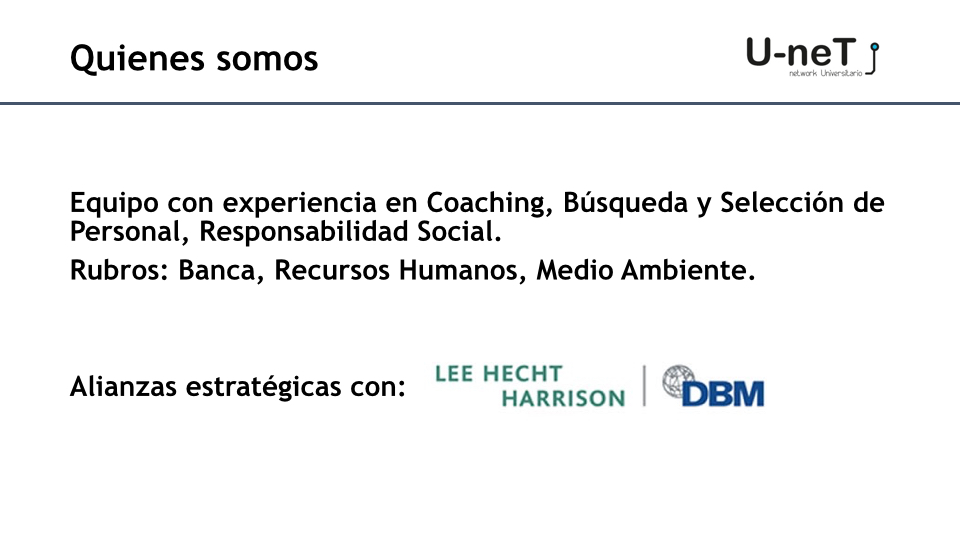 Quienes somos
U-neT
network Universitario
Equipo con experiencia en Coaching, Búsqueda y Selección de
Personal, Responsabilidad Social.
Rubros: Banca, Recursos Humanos, Medio Ambiente.
Alianzas estratégicas con:
LEE HECHT
HARRISON
DBM